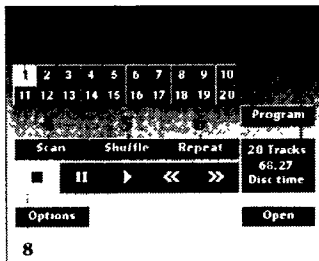 1 2 3 4 5 6 7 8 9 10
11 12 13 14 15 16 17 18 19 20
Program
Scan Shuffle Repeat
20 Tracks
68.27
Disc time
Options
Open
8